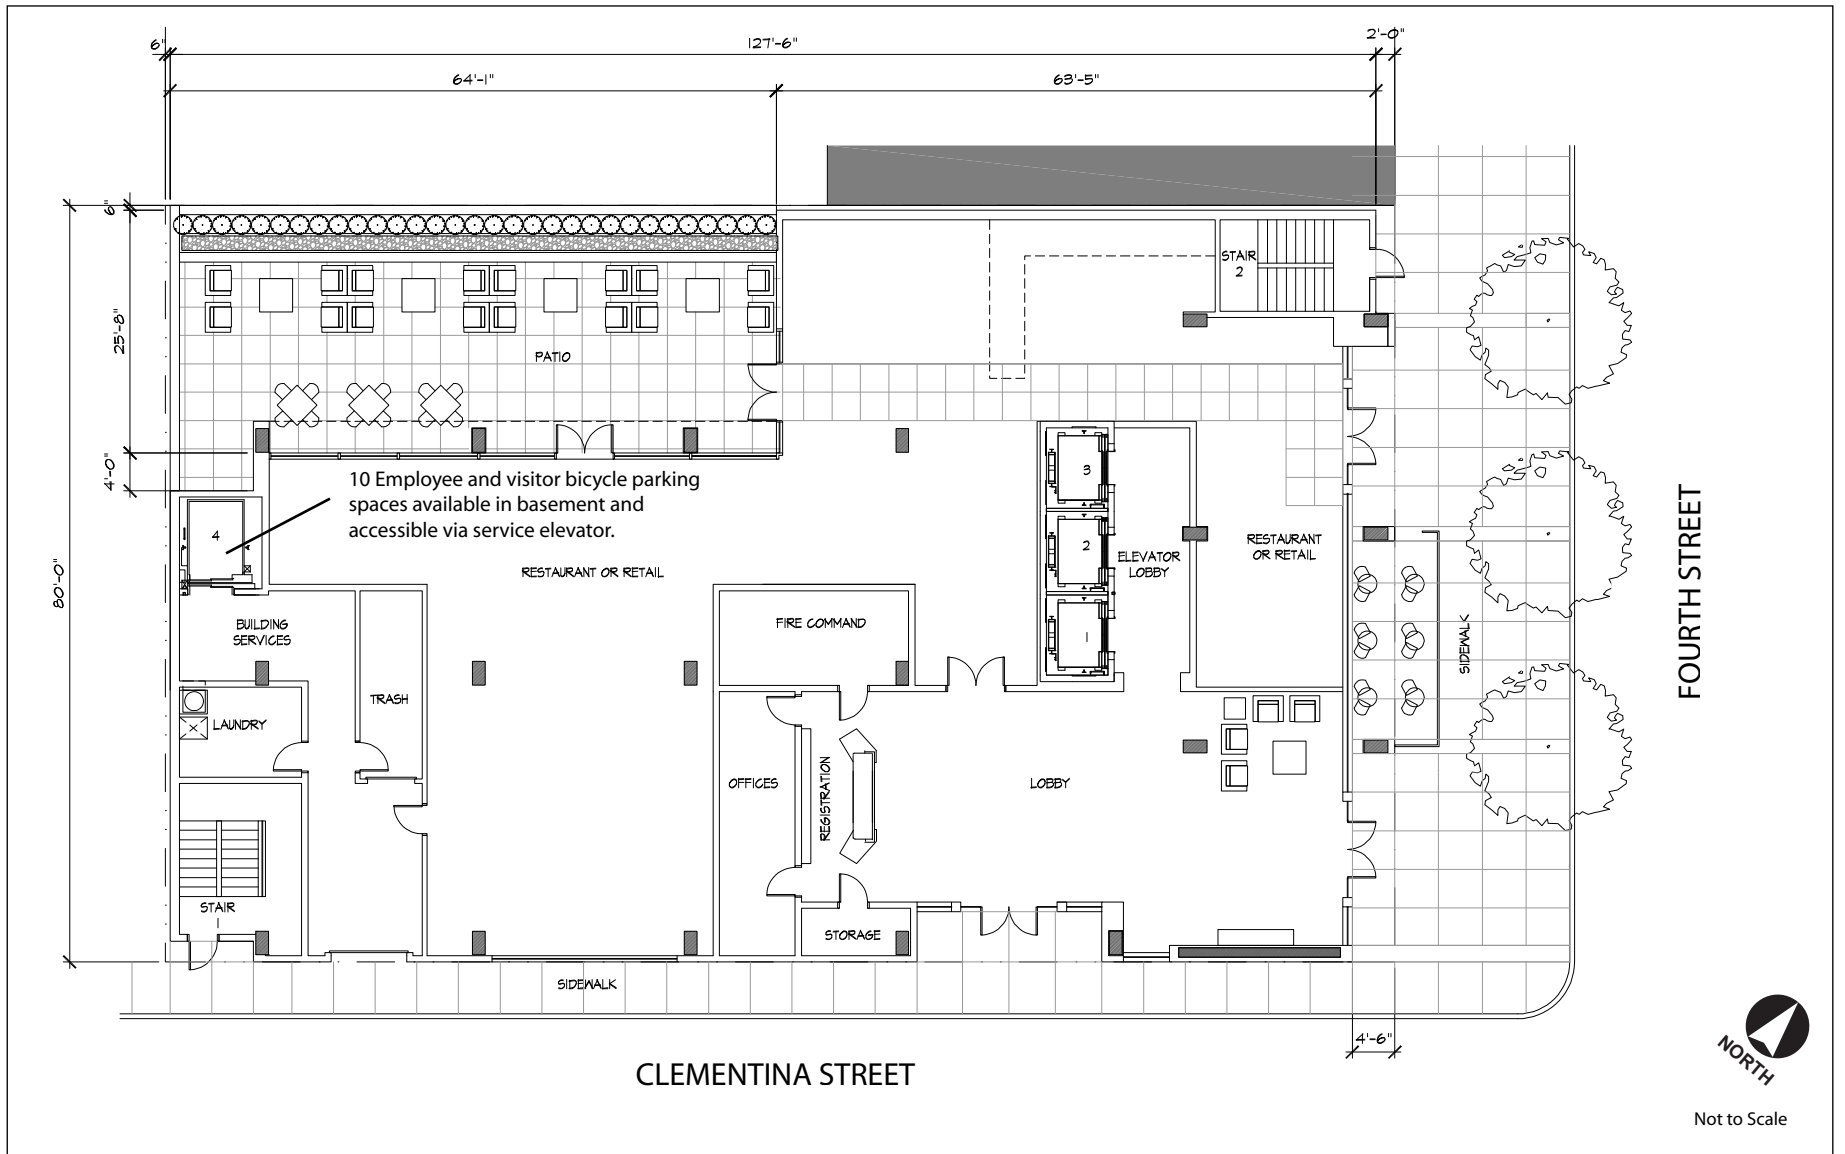 6"
127'-6"
2'-0"
64'-1"
63'-5"
6"
25'-8"
4'-0"
80'-0"
STAIR
2
PATIO
10 Employee and visitor bicycle parking
spaces available in basement and
accessible via service elevator.
4
3
2
1
ELEVATOR
LOBBY
RESTAURANT
OR RETAIL
RESTAURANT OR RETAIL
BUILDING
SERVICES
FIRE COMMAND
SIDEWALK
FOURTH STREET
TRASH
LAUNDRY
OFFICES
REGISTRATION
LOBBY
STAIR
STORAGE
SIDEWALK
4'-6"
CLEMENTINA STREET
NORTH
Not to Scale